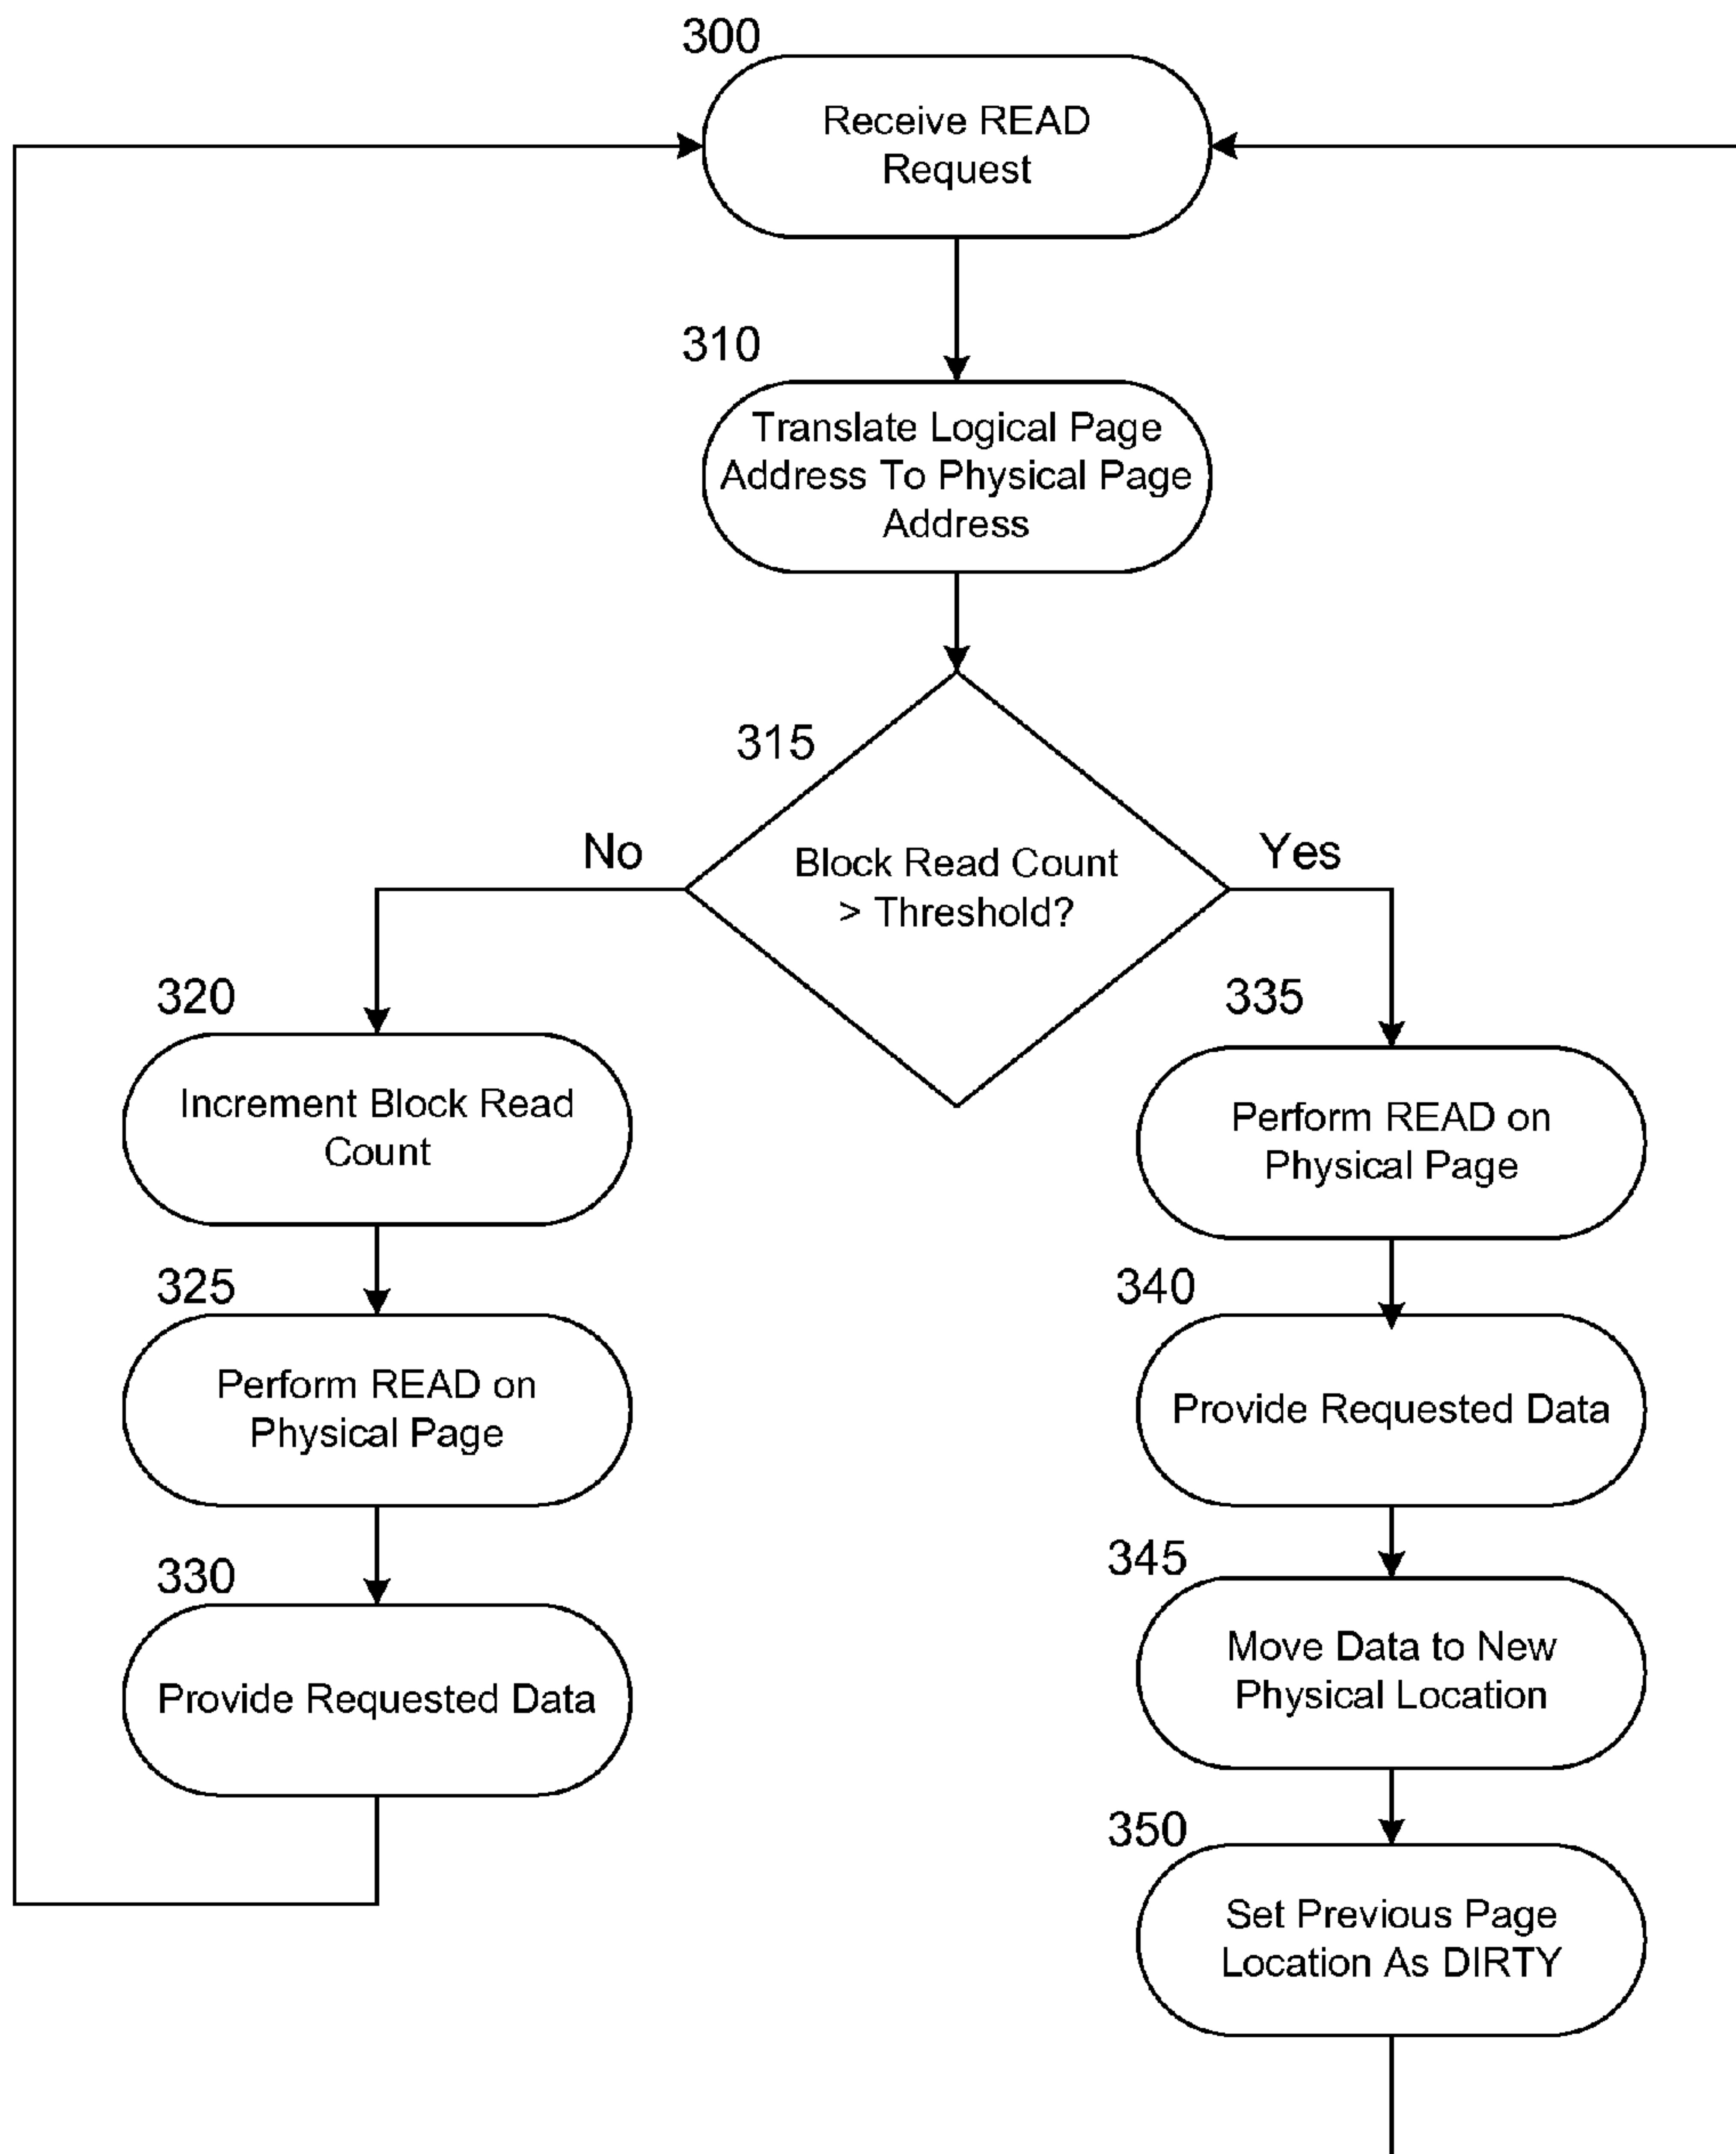 300
Receive READ
Request
310
Translate Logical Page
Address To Physical Page
Address
315
Block Read Count
> Threshold?
No
Yes
320
Increment Block Read
Count
325
Perform READ on
Physical Page
330
Provide Requested Data
335
Perform READ on
Physical Page
340
Provide Requested Data
345
Move Data to New
Physical Location
350
Set Previous Page
Location As DIRTY